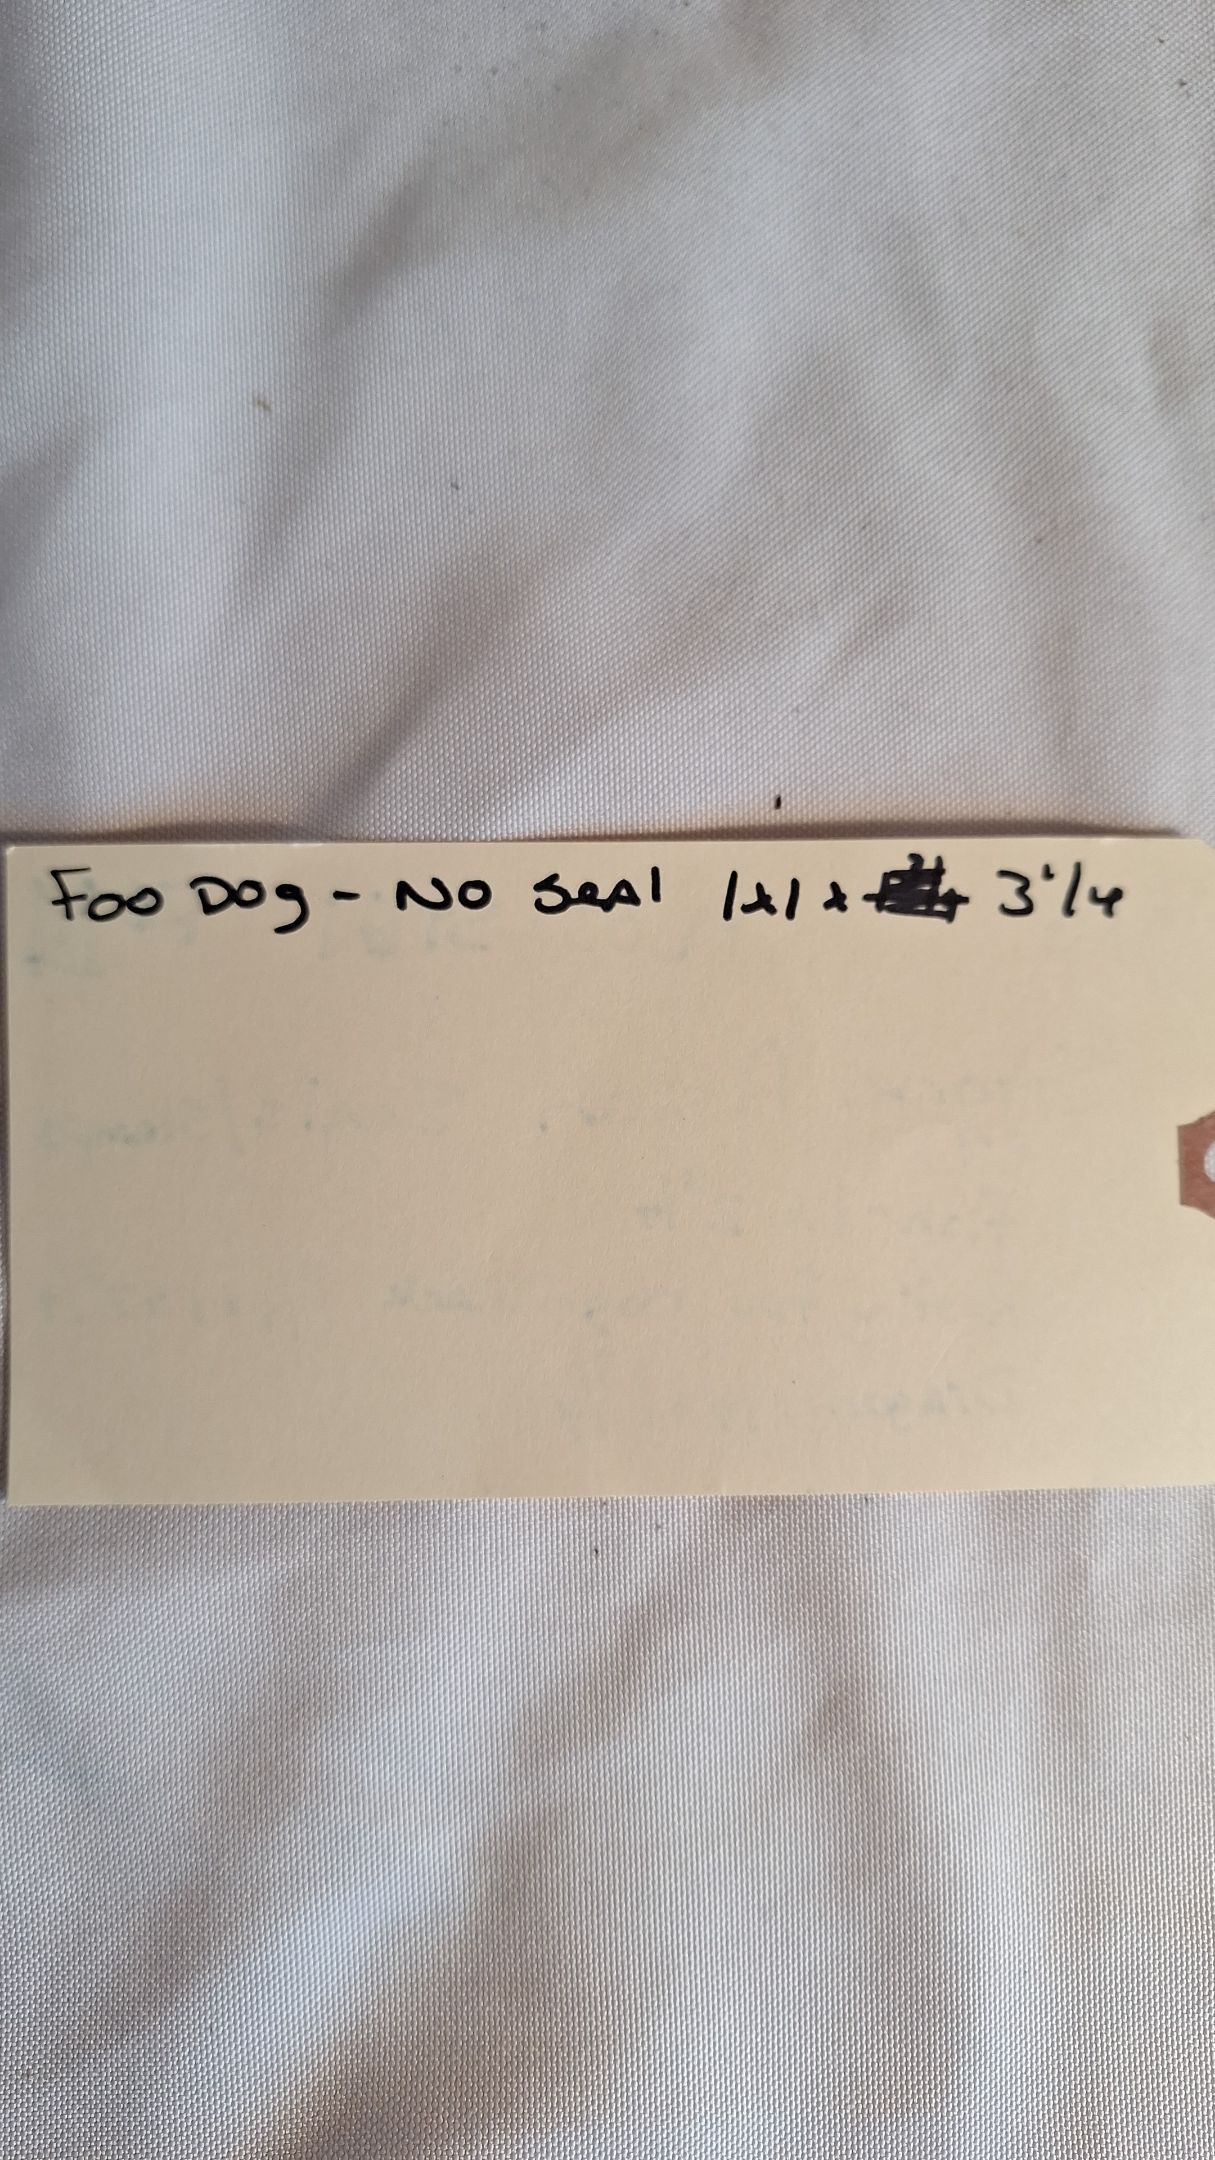 Foo Dog - No Seal 1x1x 3 1/4